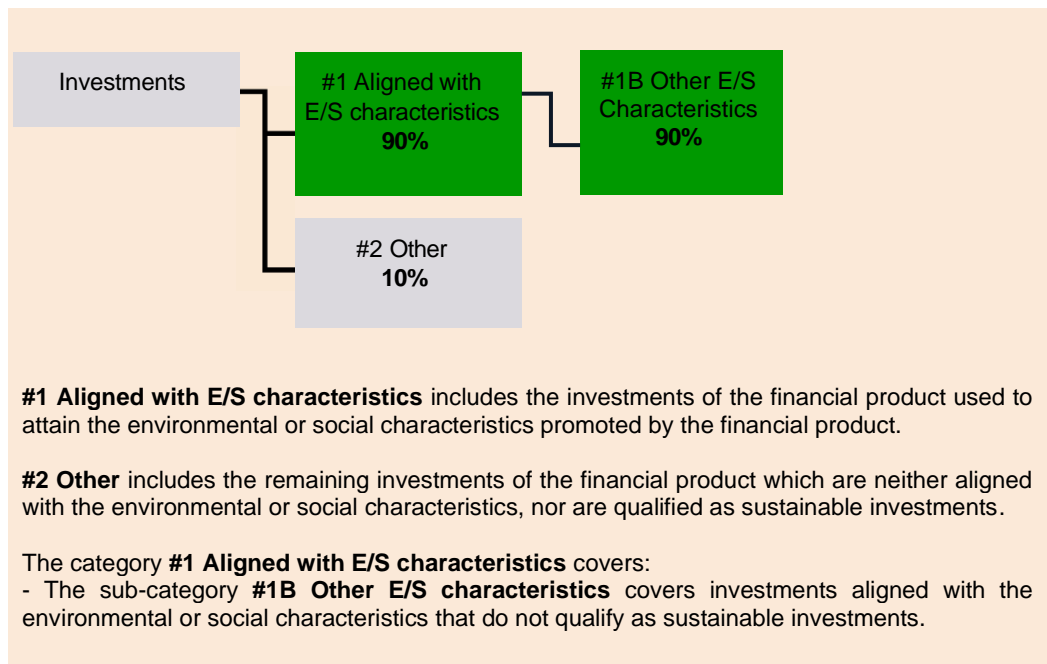 Investments
#1 Aligned with
E/S characteristics
90%
#1B Other E/S
Characteristics
90%
#2 Other
10%
#1 Aligned with E/S characteristics includes the investments of the financial product used to
attain the environmental or social characteristics promoted by the financial product.
#2 Other includes the remaining investments of the financial product which are neither aligned
with the environmental or social characteristics, nor are qualified as sustainable investments.
The category #1 Aligned with E/S characteristics covers:
- The sub-category #1B Other E/S characteristics covers investments aligned with the
environmental or social characteristics that do not qualify as sustainable investments.